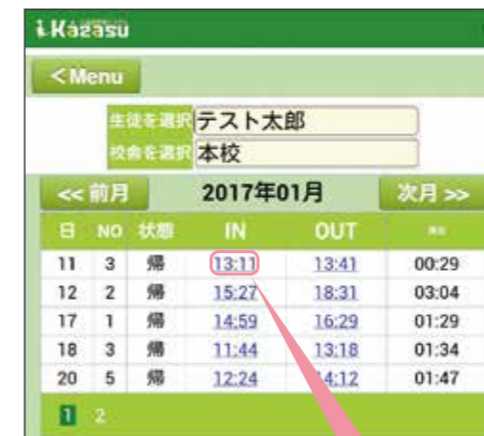 i-Kazasu
<Menu
生徒を選択 テスト太郎
校舎を選択 本校
<< 前月 2017年01月 次月 >>
日 NO 状態 IN OUT
11 3 帰 13:11 13:41 00:29
12 2 帰 15:27 18:31 03:04
17 1 帰 14:59 16:29 01:29
18 3 帰 11:44 13:18 01:34
20 5 帰 12:24 14:12 01:47
1 2